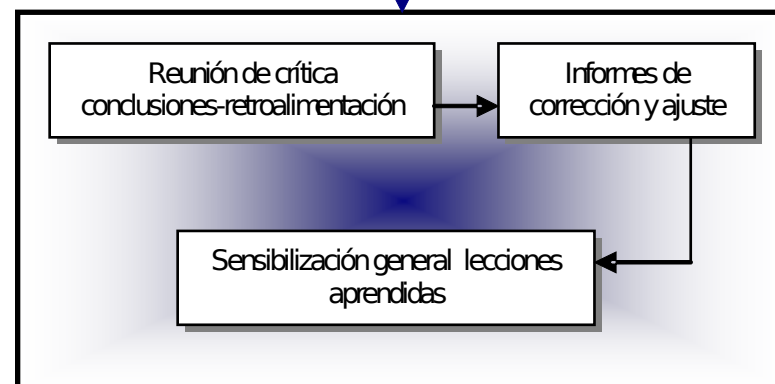 Reunión de crítica
conclusiones-retroalimentación
Informes de
corrección y ajuste
Sensibilización general lecciones
aprendidas